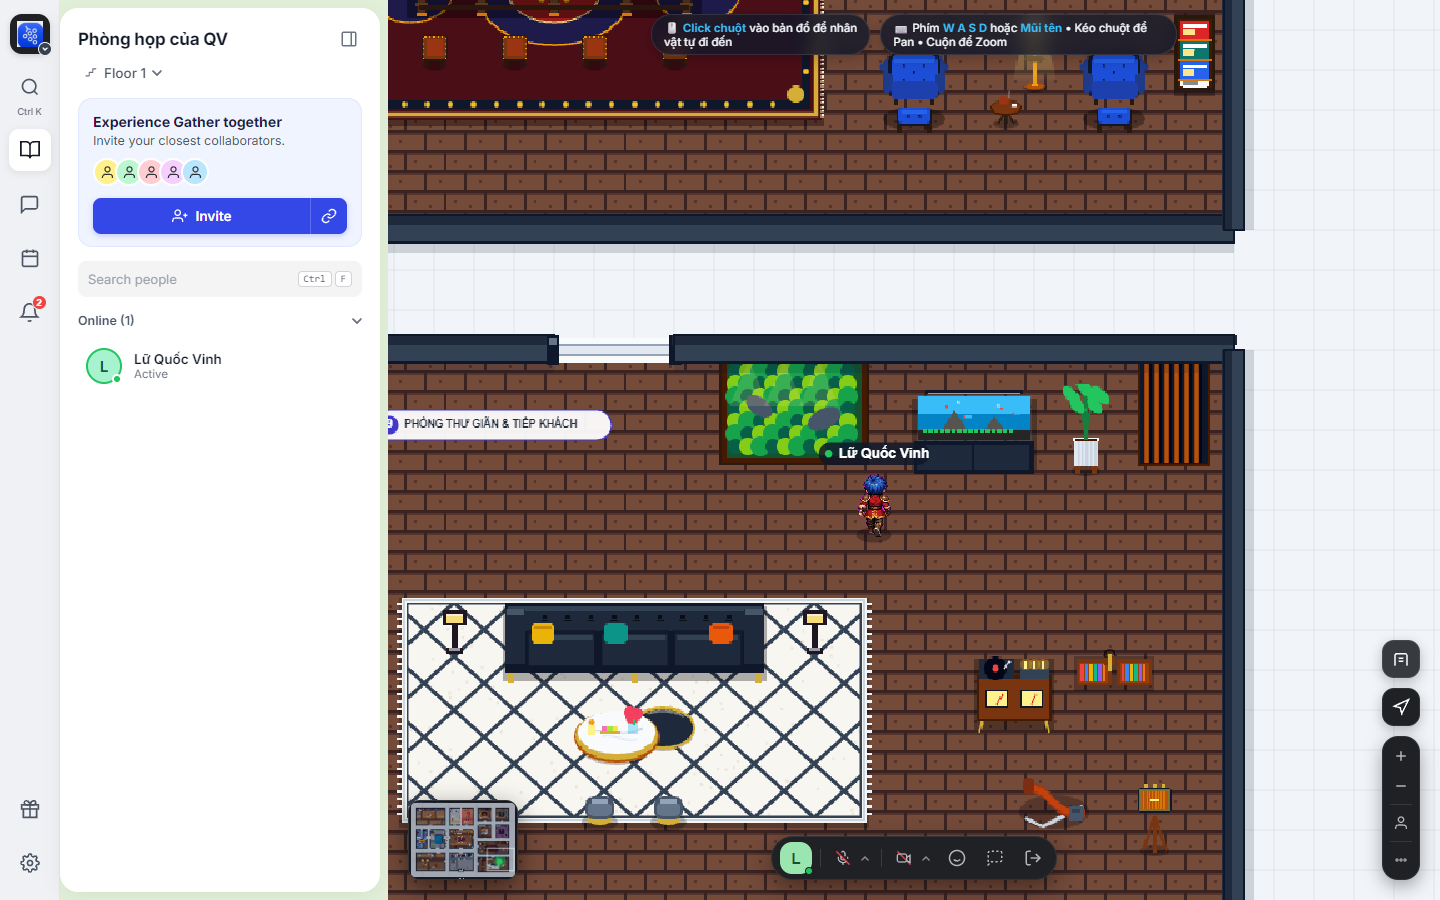 Phòng họp của QV
Floor 1
Ctrl K
Experience Gather together
Invite your closest collaborators.
Invite
Search people
Ctrl F
2
Online (1)
L
Lữ Quốc Vinh
Active
Click chuột vào bản đồ để nhân
vật tự đi đến
Phím W A S D hoặc Mũi tên • Kéo chuột để
Pan • Cuộn để Zoom
PHÒNG THƯ GIÃN & TIẾP KHÁCH
Lữ Quốc Vinh
L